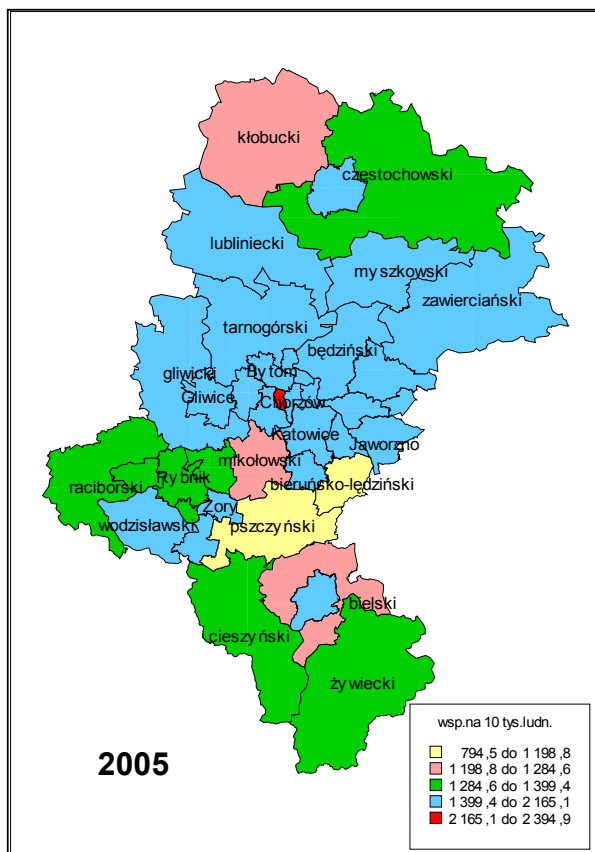 kłobucki
częstochowski
lubliniecki
myszkowski
zawierciański
tarnogórski
będziński
Bytom
gliwicki
Gliwice
Chorzów
Katowice
Jaworzno
mikołowski
Rybnik
bieruńsko-lędziński
raciborski
Żory
wodzisławski
pszczyński
bielski
cieszyński
żywiecki
wsp.na 10 tys.ludn.
794,5 do 1 198,8
1 198,8 do 1 284,6
1 284,6 do 1 399,4
1 399,4 do 2 165,1
2 165,1 do 2 394,9
2005